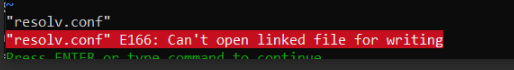 ~
"resolv.conf"
"resolv.conf" E166: Can't open linked file for writing
Press ENTER or type command to continue